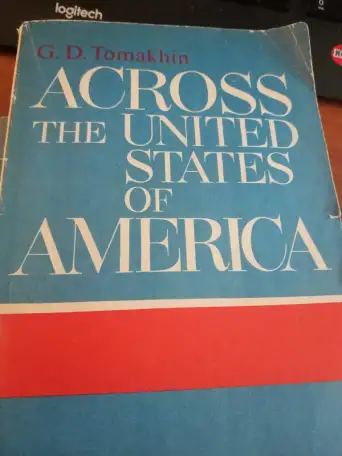 logitech
G. D. Tomakhin
ACROSS
THE UNITED
STATES
OF
AMERICA